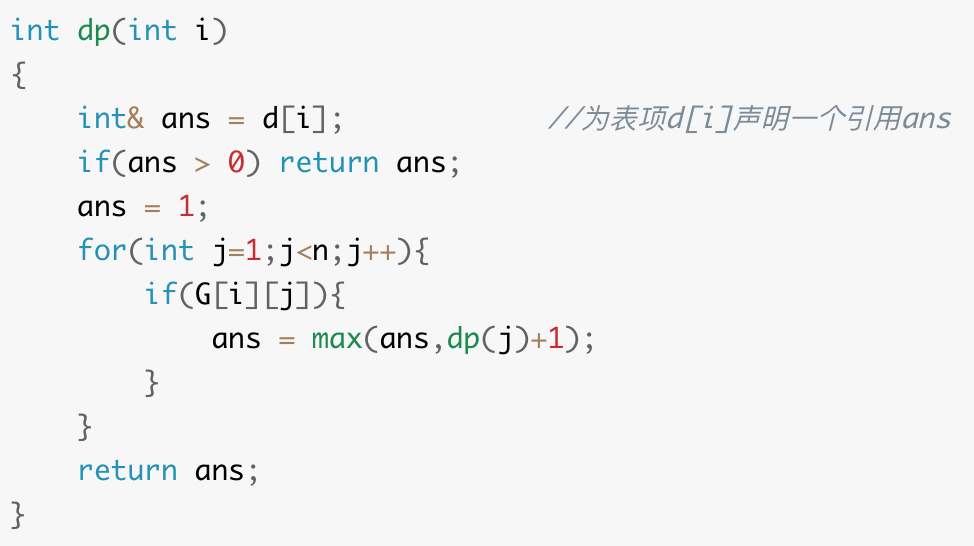 int dp(int i)
{
    int& ans = d[i];            //为表项d[i]声明一个引用ans
    if(ans > 0) return ans;
    ans = 1;
    for(int j=1;j<n;j++){
        if(G[i][j]){
            ans = max(ans,dp(j)+1);
        }
    }
    return ans;
}